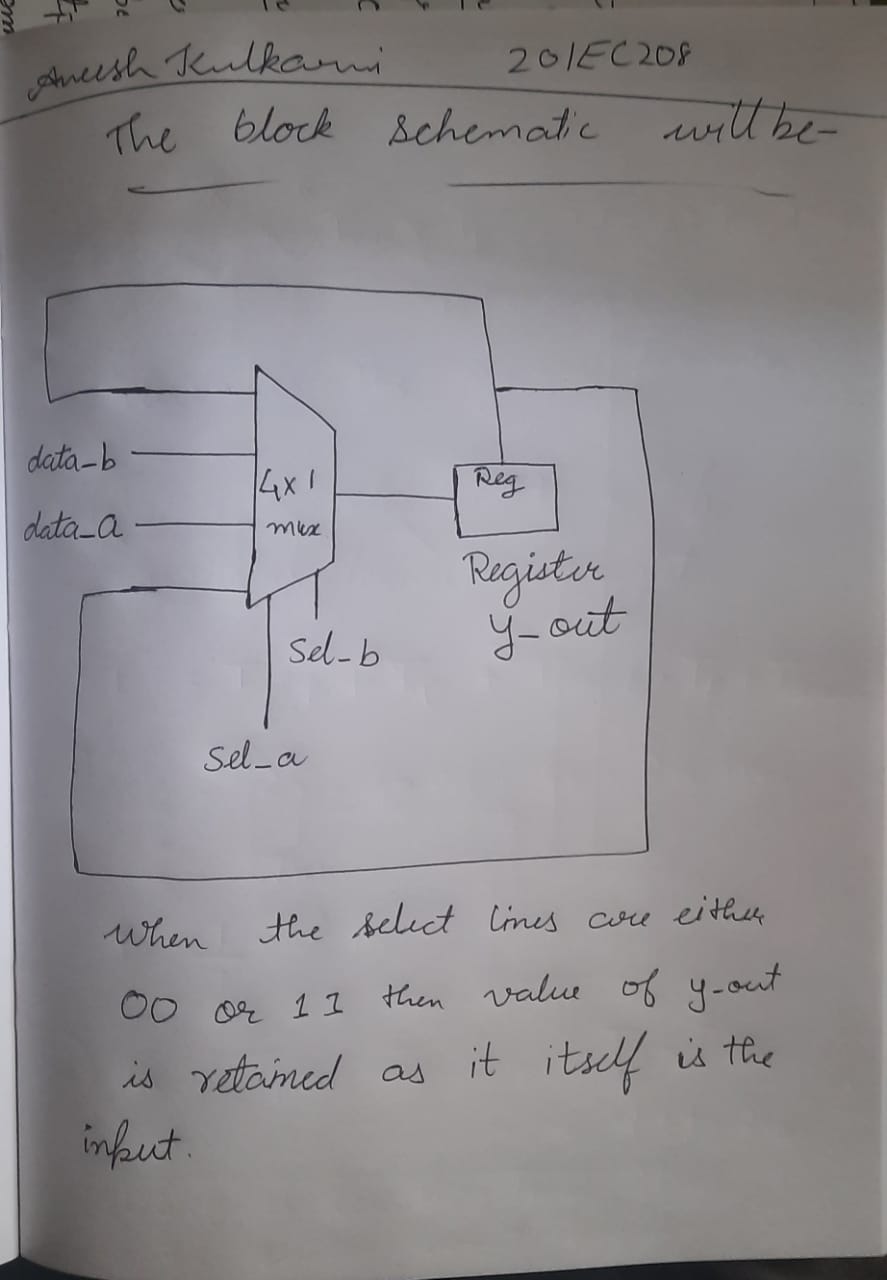 Aneesh Kulkarni 201EC208
The block schematic will be-
data_b
4x1
Reg
data_a
mux
Register
y_out
Sel_b
Sel_a
When the select lines are either
00 or 11 then value of y-out
is retained as it itself is the
input.